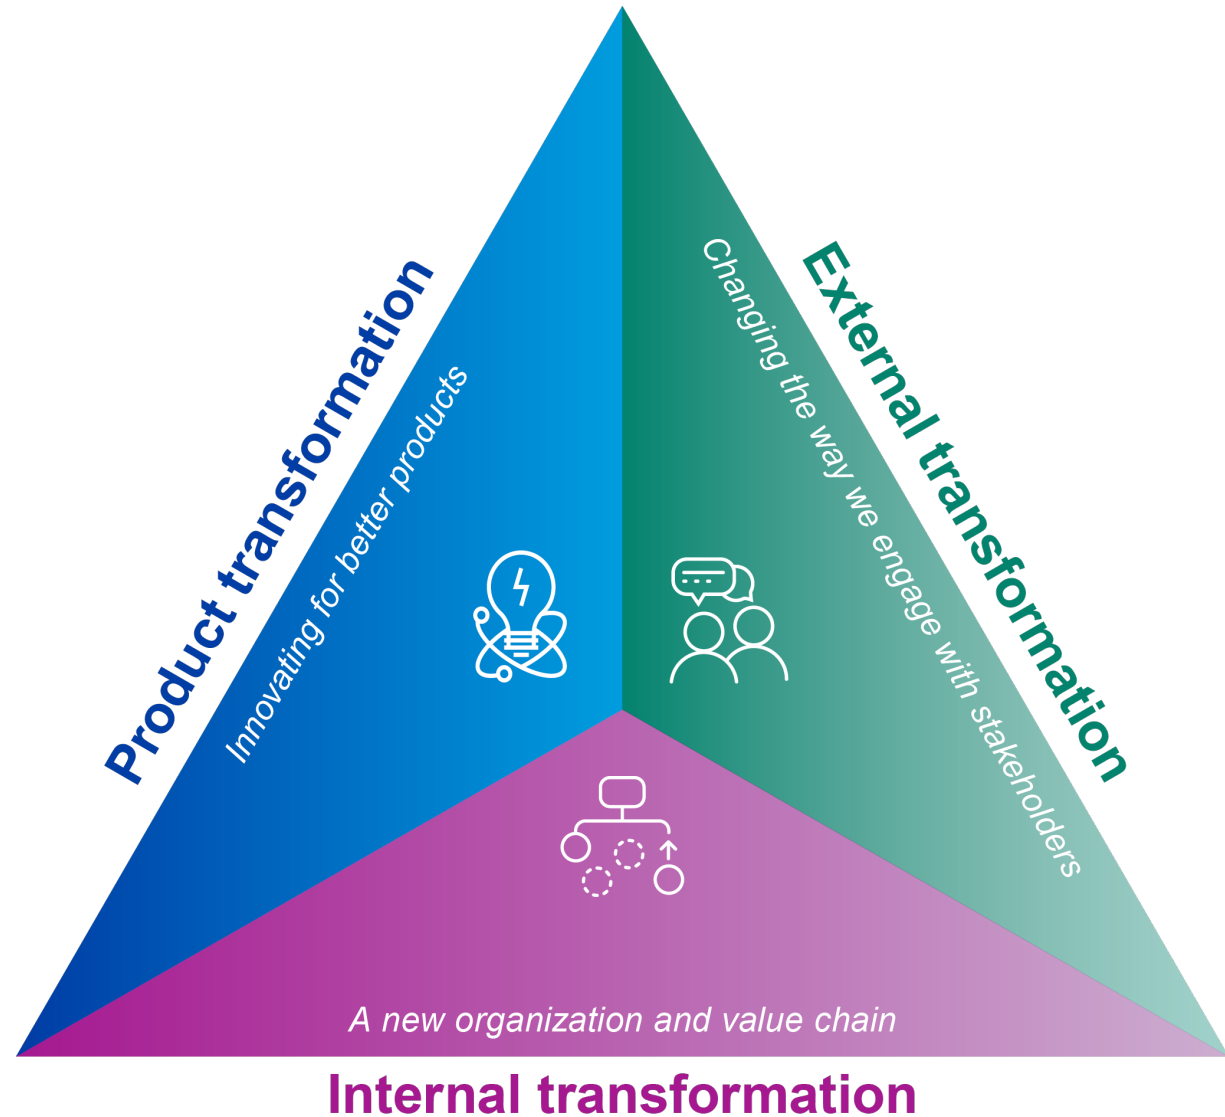 Product transformation
Innovating for better products
External transformation
Changing the way we engage with stakeholders
A new organization and value chain
Internal transformation